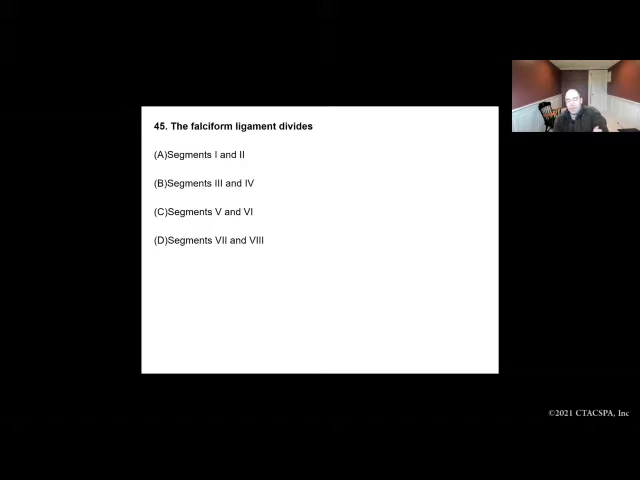 45. The falciform ligament divides
(A)Segments I and II
(B)Segments III and IV
(C)Segments V and VI
(D)Segments VII and VIII
©2021 CTACSPA, Inc